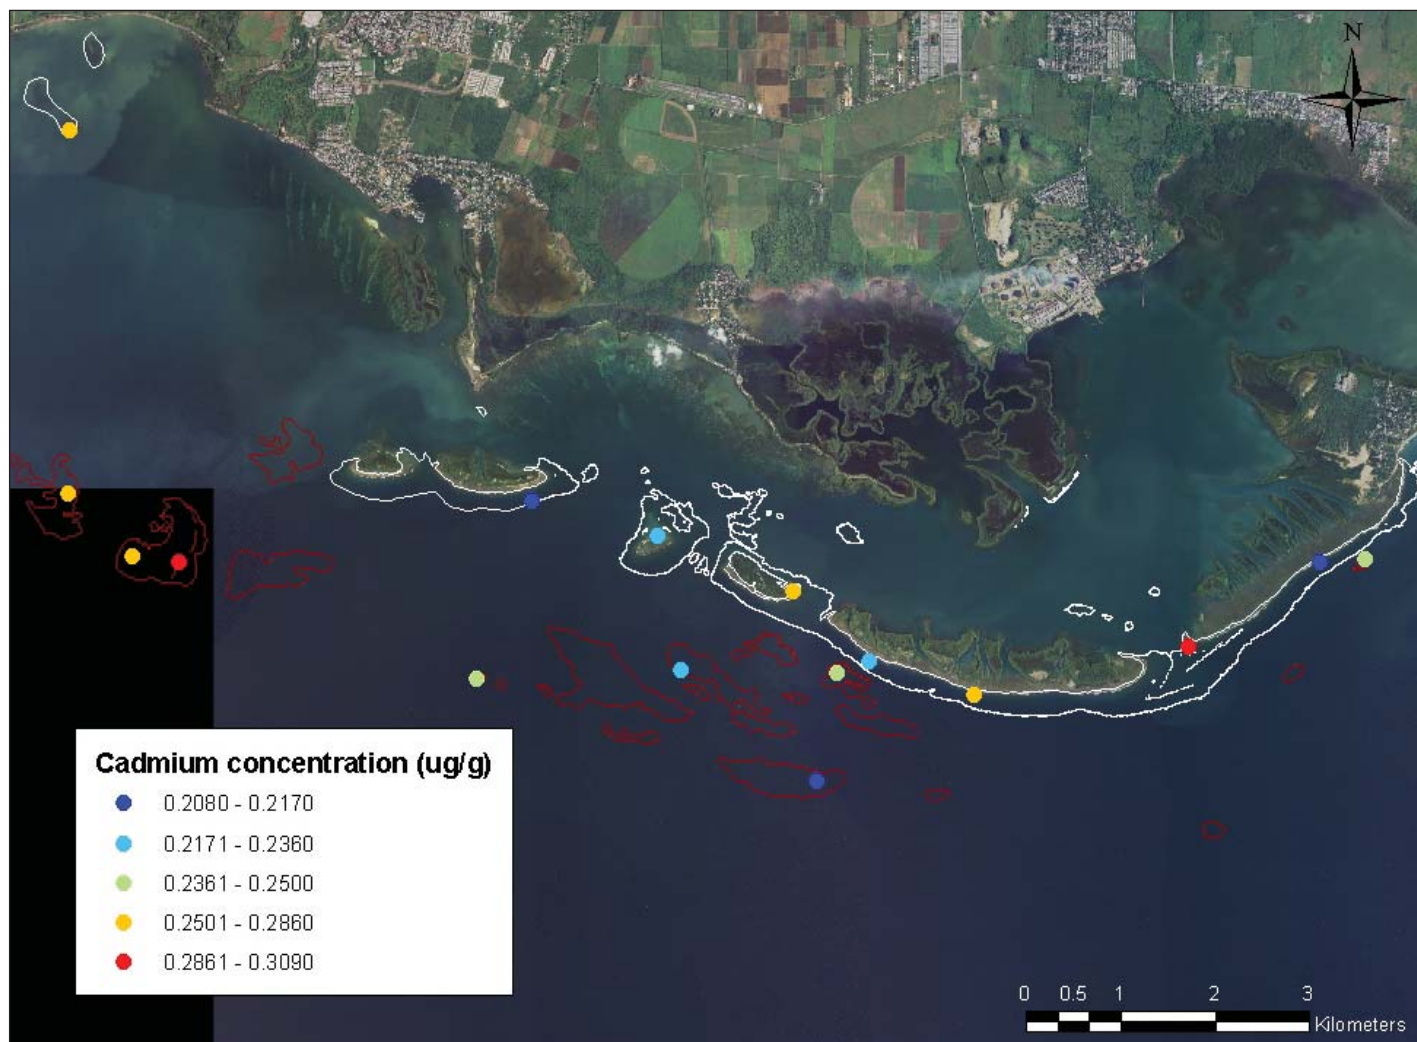 N
Cadmium concentration (ug/g)
0.2080 - 0.2170
0.2171 - 0.2360
0.2361 - 0.2500
0.2501 - 0.2860
0.2861 - 0.3090
0 0.5 1 2 3
Kilometers